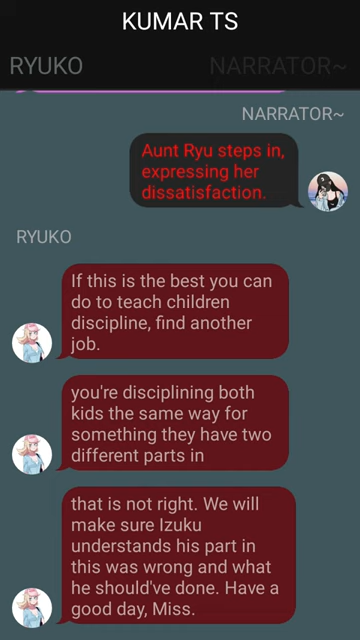 KUMAR TS
RYUKO
NARRATOR~
NARRATOR~
Aunt Ryu steps in,
expressing her
dissatisfaction.
RYUKO
If this is the best you can
do to teach children
discipline, find another
job.
you're disciplining both
kids the same way for
something they have two
different parts in
that is not right. We will
make sure Izuku
understands his part in
this was wrong and what
he should've done. Have a
good day, Miss.